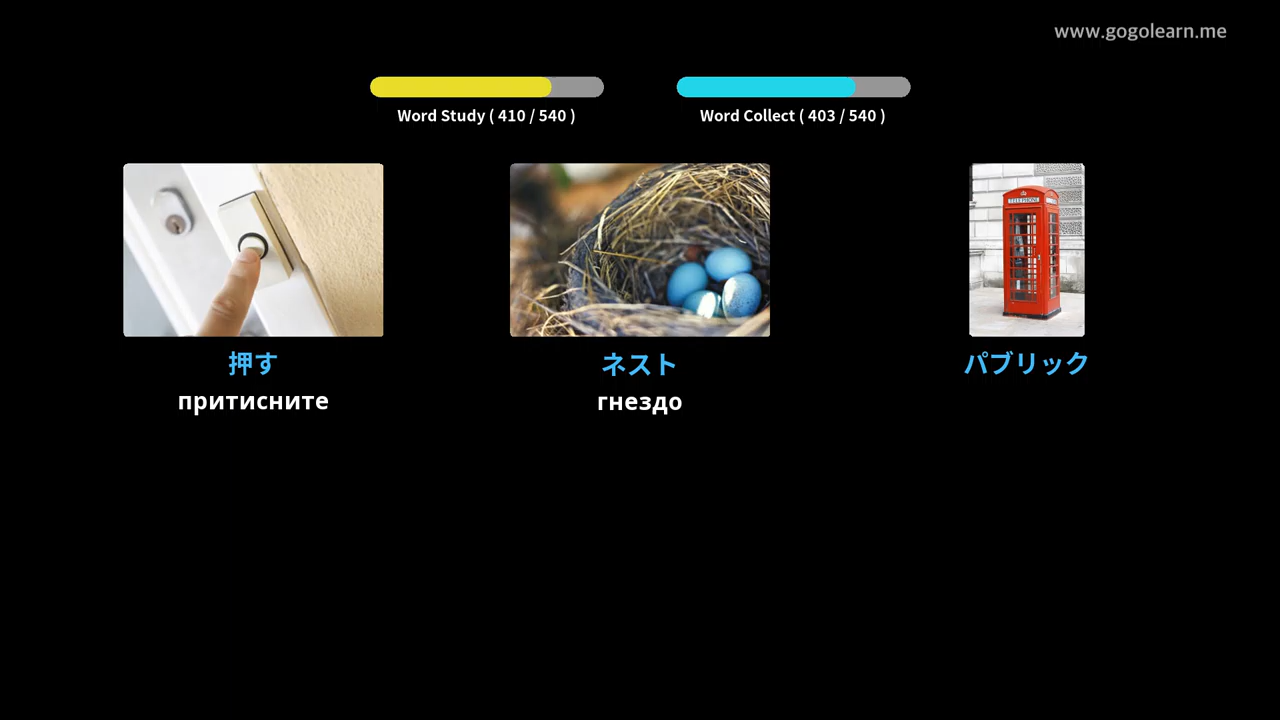 www.gogolearn.me
Word Study ( 410 / 540 )
Word Collect ( 403 / 540 )
TELEPHONE
押す
ネスト
パブリック
притисните
гнездо